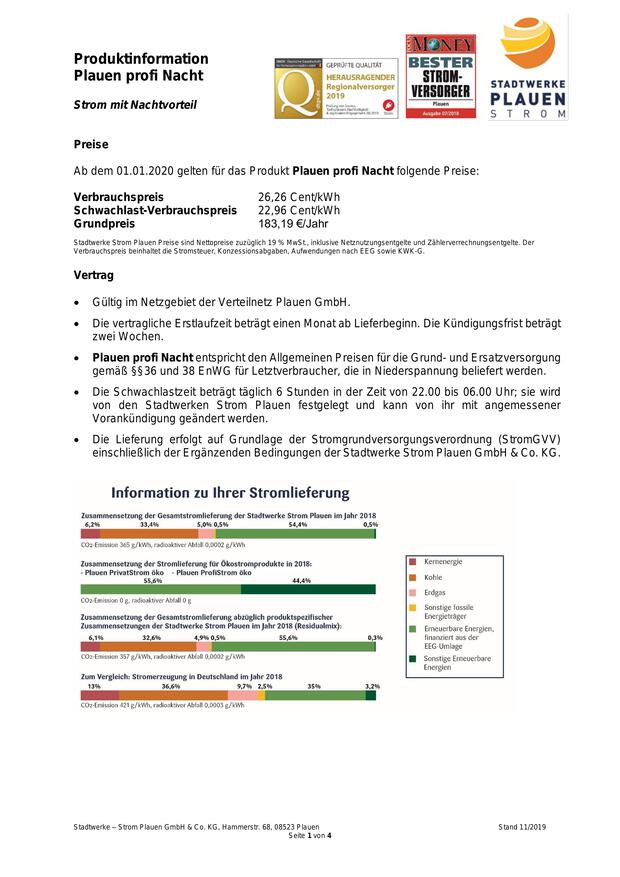 Produktinformation
Plauen profi Nacht
Strom mit Nachtvorteil
GEPRÜFTE QUALITÄT
HERAUSRAGENDER
Regionalversorger
2019
MONEY
BESTER
STROM-
VERSORGER
Plauen
Ausgabe 07/2018
STADTWERKE
PLAUEN
STROM
Preise
Ab dem 01.01.2020 gelten für das Produkt Plauen profi Nacht folgende Preise:
Verbrauchspreis 26,26 Cent/kWh
Schwachlast-Verbrauchspreis 22,96 Cent/kWh
Grundpreis 183,19 €/Jahr
Stadtwerke Strom Plauen Preise sind Nettopreise zuzüglich 19 % MwSt., inklusive Netznutzungsentgelte und Zählerverrechnungsentgelte. Der
Verbrauchspreis beinhaltet die Stromsteuer, Konzessionsabgaben, Aufwendungen nach EEG sowie KWK-G.
Vertrag
• Gültig im Netzgebiet der Verteilnetz Plauen GmbH.
• Die vertragliche Erstlaufzeit beträgt einen Monat ab Lieferbeginn. Die Kündigungsfrist beträgt
zwei Wochen.
• Plauen profi Nacht entspricht den Allgemeinen Preisen für die Grund- und Ersatzversorgung
gemäß §§36 und 38 EnWG für Letztverbraucher, die in Niederspannung beliefert werden.
• Die Schwachlastzeit beträgt täglich 6 Stunden in der Zeit von 22.00 bis 06.00 Uhr; sie wird
von den Stadtwerken Strom Plauen festgelegt und kann von ihr mit angemessener
Vorankündigung geändert werden.
• Die Lieferung erfolgt auf Grundlage der Stromgrundversorgungsverordnung (StromGVV)
einschließlich der Ergänzenden Bedingungen der Stadtwerke Strom Plauen GmbH & Co. KG.
Information zu Ihrer Stromlieferung
Zusammensetzung der Gesamtstromlieferung der Stadtwerke Strom Plauen im Jahr 2018
6,2% 33,4% 5,0% 0,5% 54,4% 0,5%
CO2-Emission 365 g/kWh, radioaktiver Abfall 0,0002 g/kWh
Zusammensetzung der Stromlieferung für Ökostromprodukte in 2018:
- Plauen PrivatStrom öko - Plauen ProfiStrom öko
55,6% 44,4%
CO2-Emission 0 g, radioaktiver Abfall 0 g
Zusammensetzung der Gesamtstromlieferung abzüglich produktspezifischer
Zusammensetzungen der Stadtwerke Strom Plauen im Jahr 2018 (Residualmix):
6,1% 32,6% 4,9% 0,5% 55,6% 0,3%
CO2-Emission 357 g/kWh, radioaktiver Abfall 0,0002 g/kWh
Zum Vergleich: Stromerzeugung in Deutschland im Jahr 2018
13% 36,6% 9,7% 2,5% 35% 3,2%
CO2-Emission 421 g/kWh, radioaktiver Abfall 0,0003 g/kWh
Kernenergie
Kohle
Erdgas
Sonstige fossile
Energieträger
Erneuerbare Energien,
finanziert aus der
EEG-Umlage
Sonstige Erneuerbare
Energien
Stadtwerke – Strom Plauen GmbH & Co. KG, Hammerstr. 68, 08523 Plauen Stand 11/2019
Seite 1 von 4